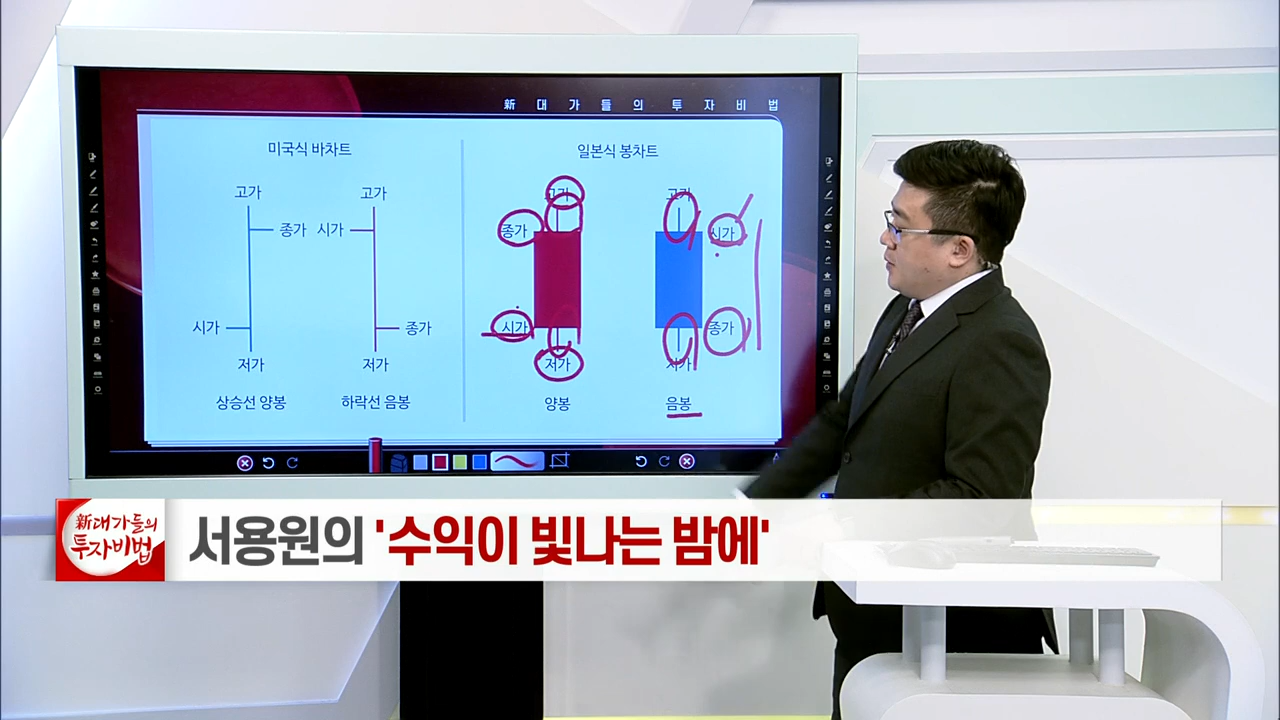 新 대 가 들 의 투 자 비 법
미국식 바차트
일본식 봉차트
고가
고가
고가
고가
종가
시가
종가
시가
시가
종가
시가
종가
저가
저가
저가
저가
상승선 양봉
하락선 음봉
양봉
음봉
新대가들의
투자비법
서용원의 '수익이 빛나는 밤에'